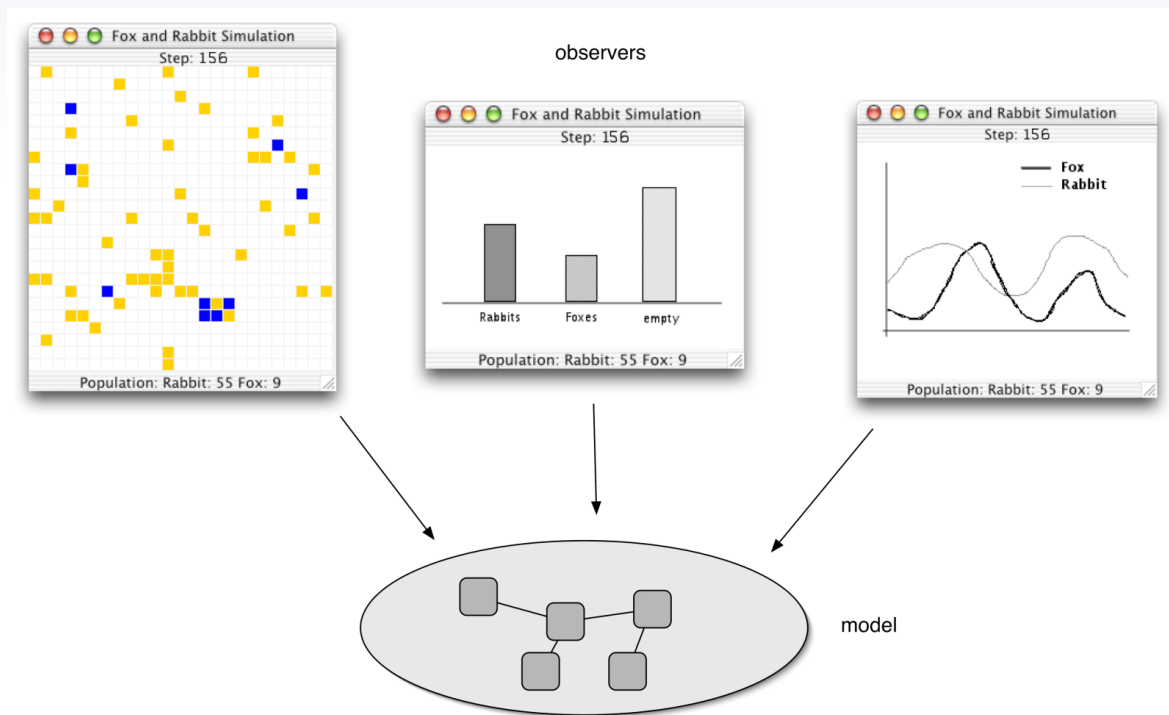 Fox and Rabbit Simulation
Step: 156
Population: Rabbit: 55 Fox: 9
observers
Fox and Rabbit Simulation
Step: 156
Rabbits Foxes empty
Population: Rabbit: 55 Fox: 9
Fox and Rabbit Simulation
Step: 156
Fox
Rabbit
Population: Rabbit: 55 Fox: 9
model